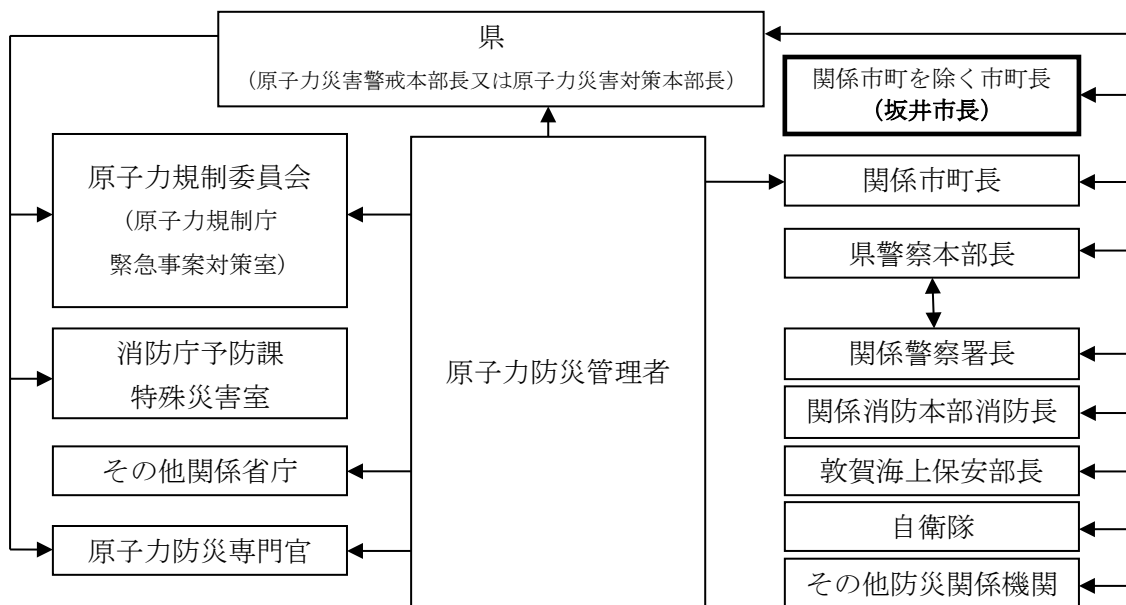 県
（原子力災害警戒本部長又は原子力災害対策本部長）
関係市町を除く市町長
（坂井市長）
原子力規制委員会
（原子力規制庁
緊急事案対策室）
関係市町長
県警察本部長
消防庁予防課
特殊災害室
原子力防災管理者
関係警察署長
関係消防本部消防長
その他関係省庁
敦賀海上保安部長
自衛隊
原子力防災専門官
その他防災関係機関